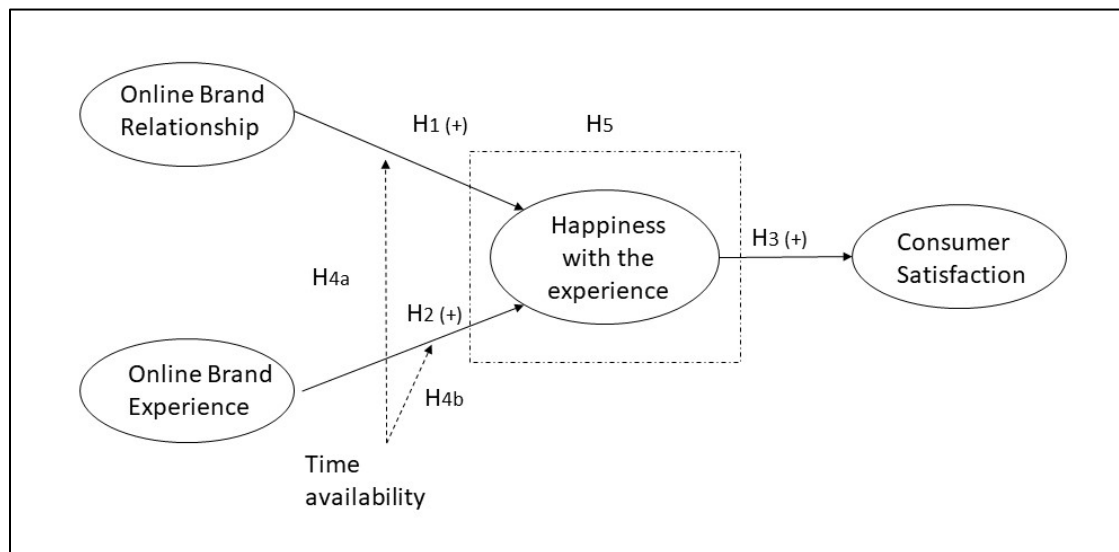 Online Brand
Relationship
H1 (+)
H5
Happiness
with the
experience
H3 (+)
Consumer
Satisfaction
H4a
H2 (+)
Online Brand
Experience
H4b
Time
availability